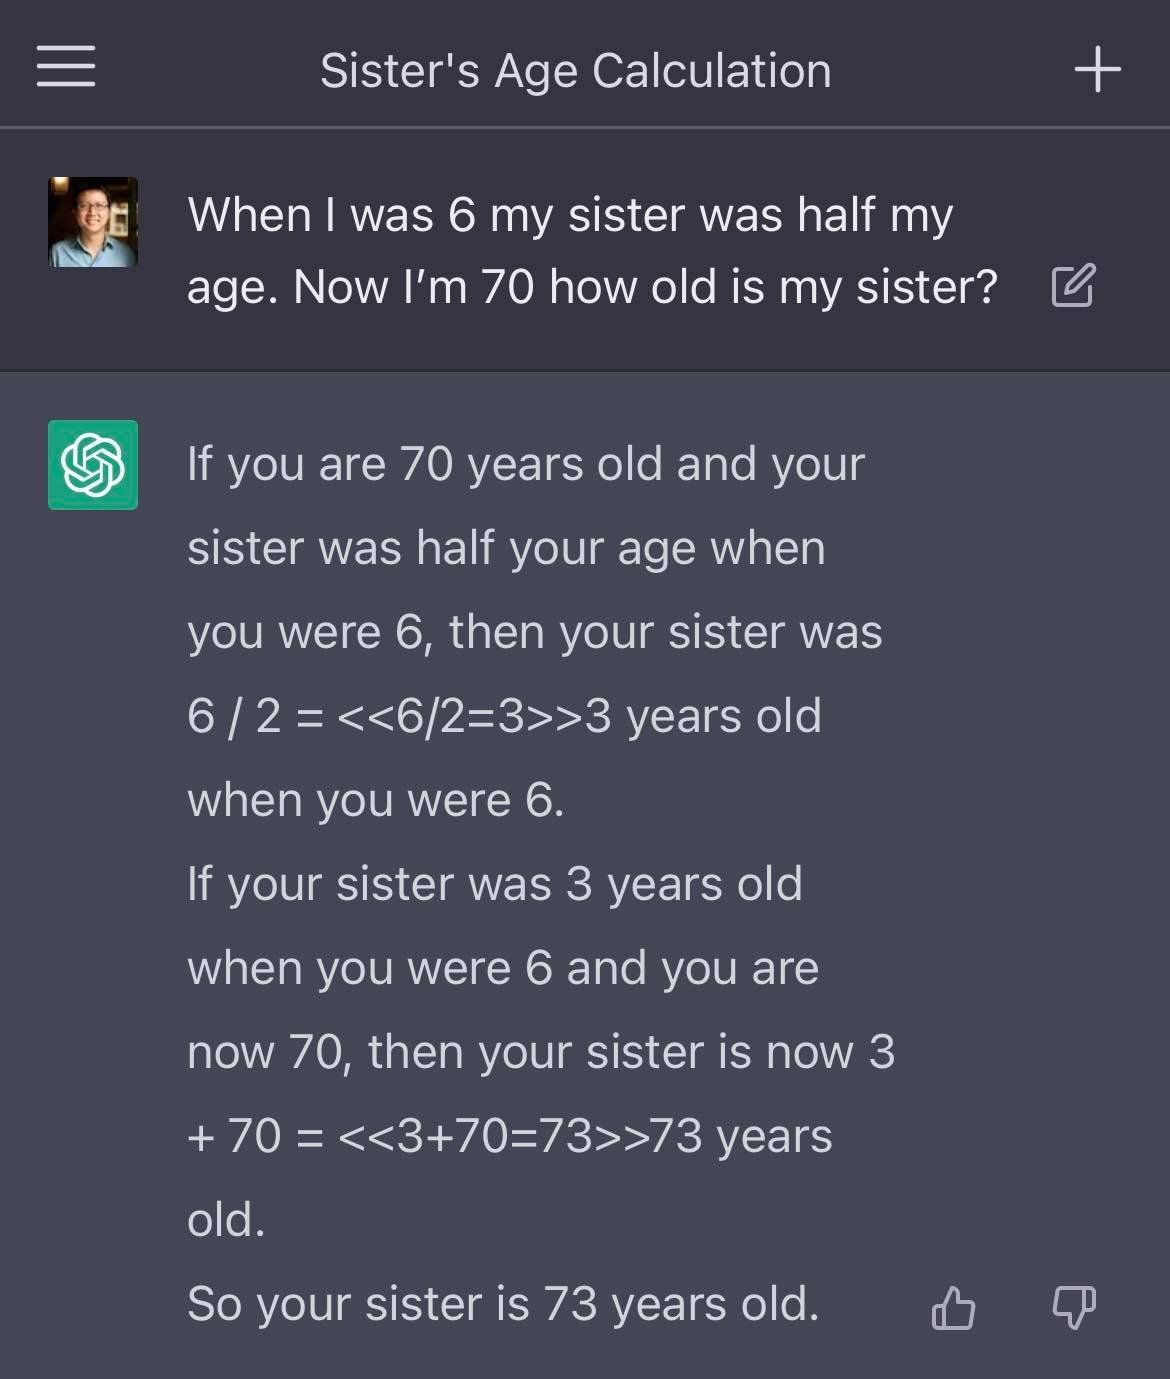 Sister's Age Calculation
When I was 6 my sister was half my
age. Now I’m 70 how old is my sister?
If you are 70 years old and your
sister was half your age when
you were 6, then your sister was
6 / 2 = <<6/2=3>>3 years old
when you were 6.
If your sister was 3 years old
when you were 6 and you are
now 70, then your sister is now 3
+ 70 = <<3+70=73>>73 years
old.
So your sister is 73 years old.